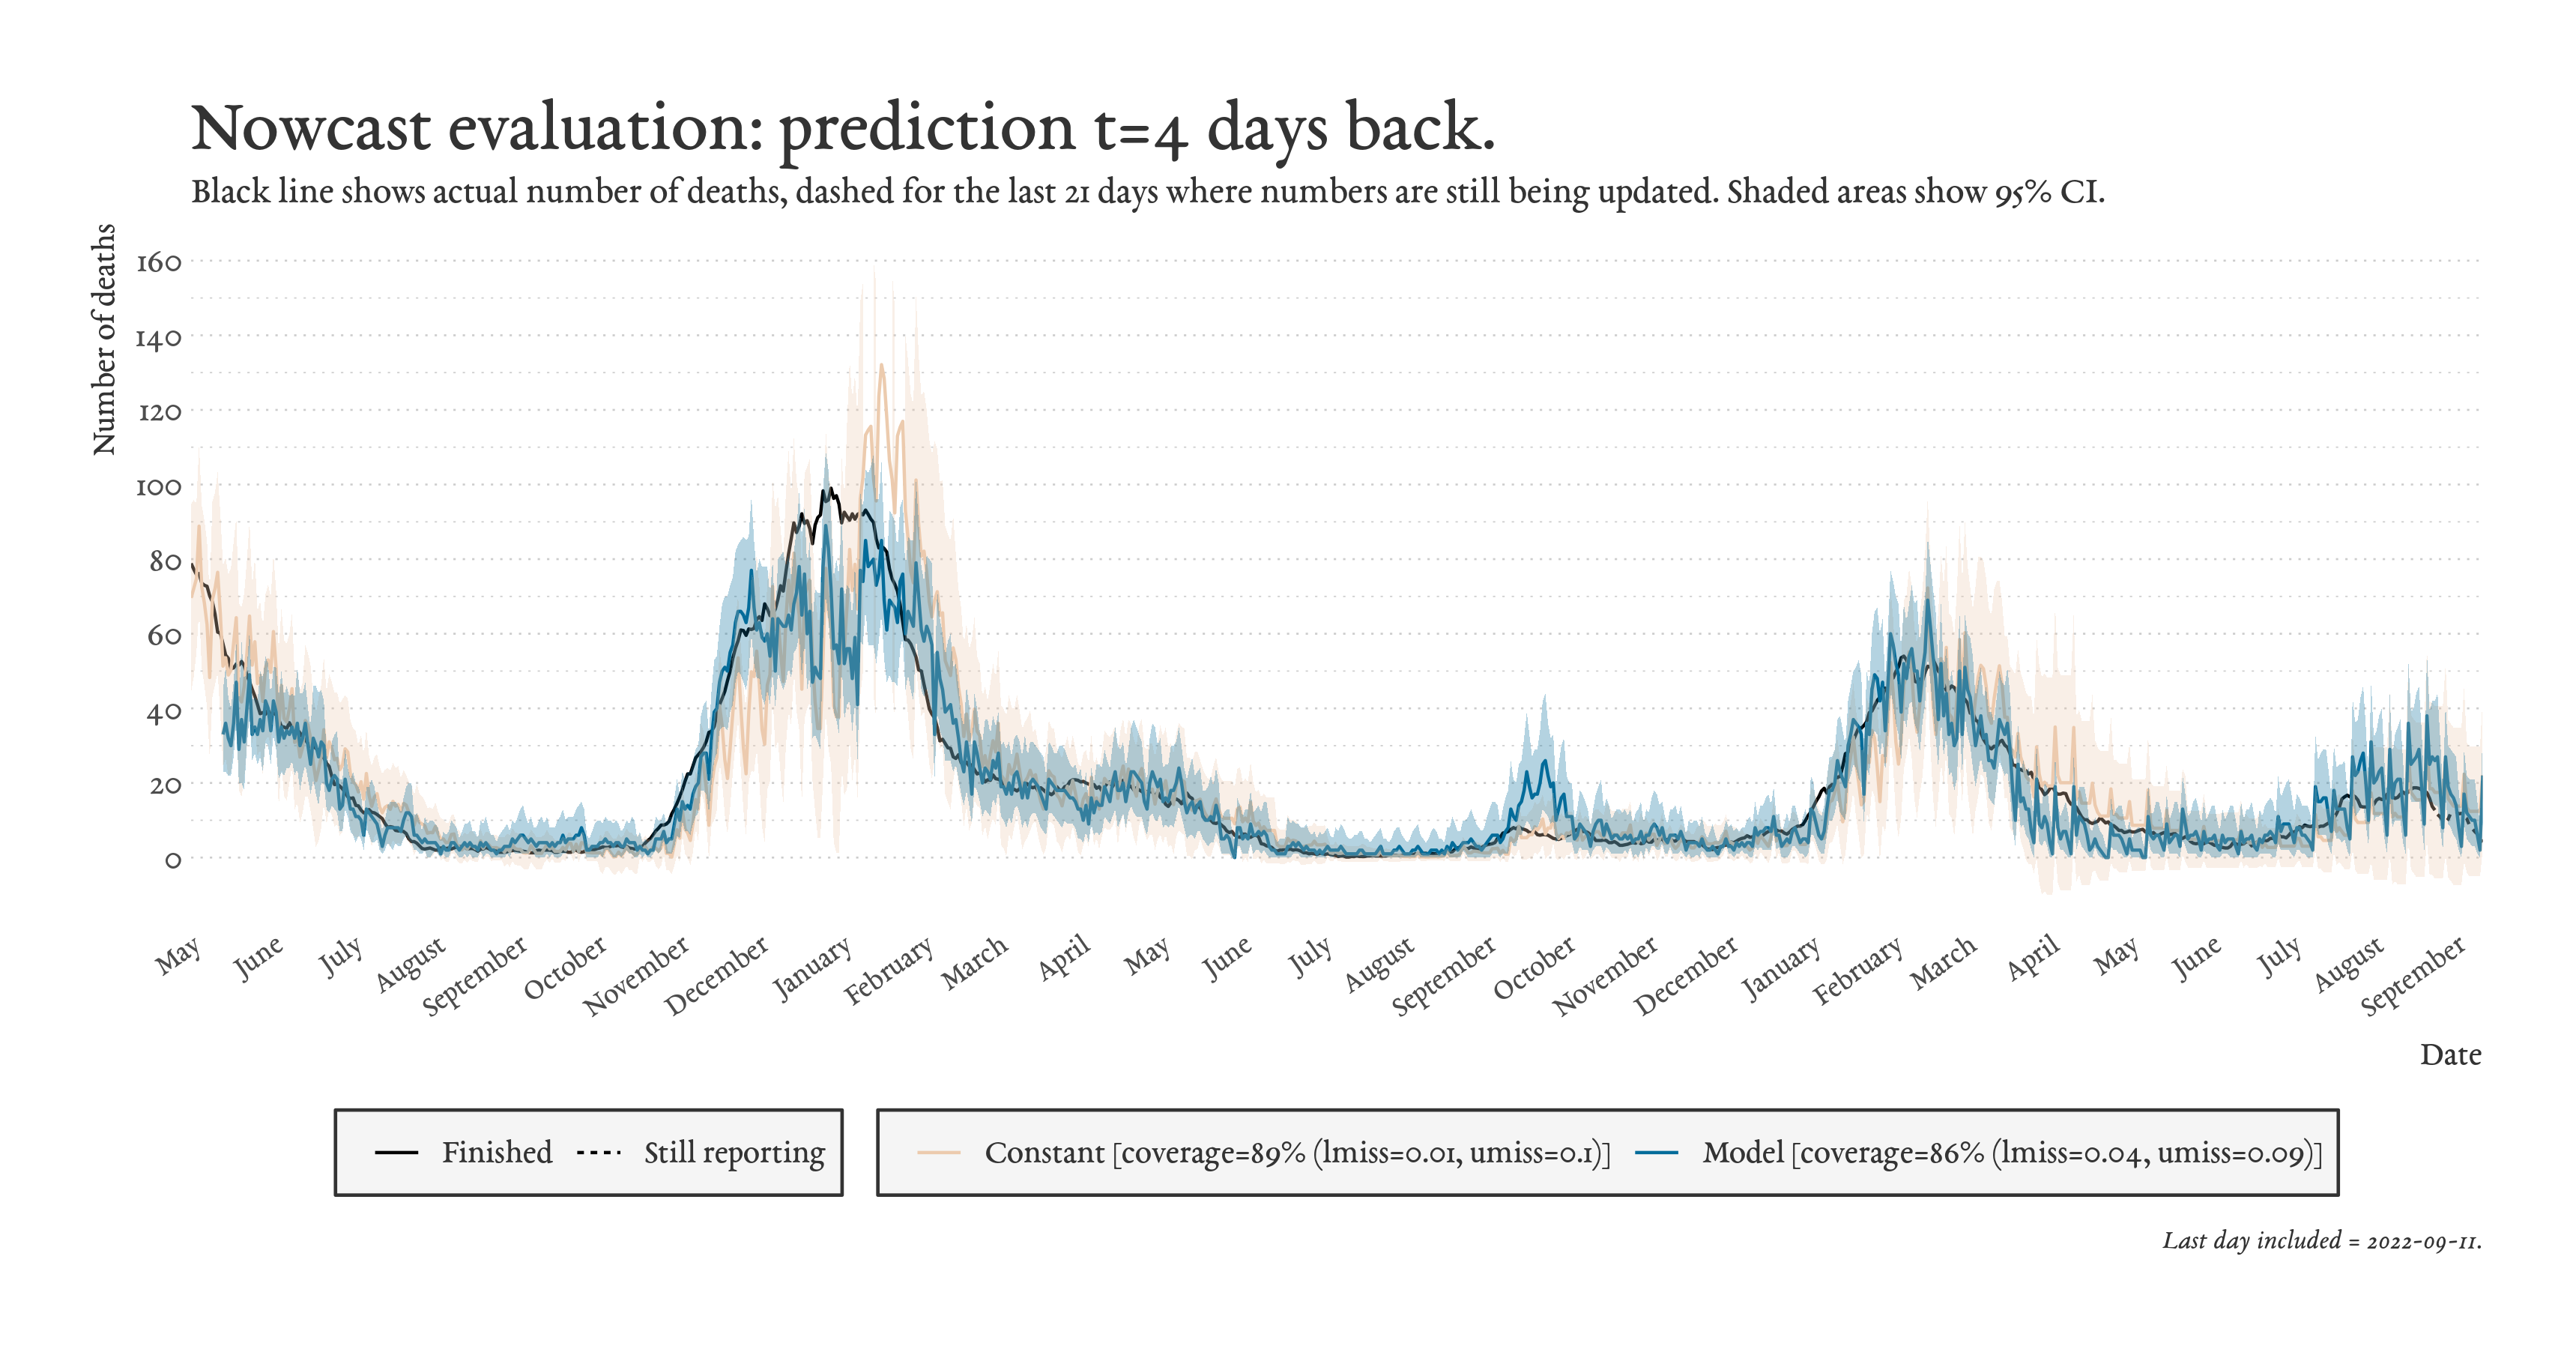 Nowcast evaluation: prediction t=4 days back.
Black line shows actual number of deaths, dashed for the last 21 days where numbers are still being updated. Shaded areas show 95% CI.
Number of deaths
160
140
120
100
80
60
40
20
0
May June July August September October November December January February March April May June July August September October November December January February March April May June July August September
Date
Finished Still reporting
Constant [coverage=89% (lmiss=0.01, umiss=0.1)] Model [coverage=86% (lmiss=0.04, umiss=0.09)]
Last day included = 2022-09-11.